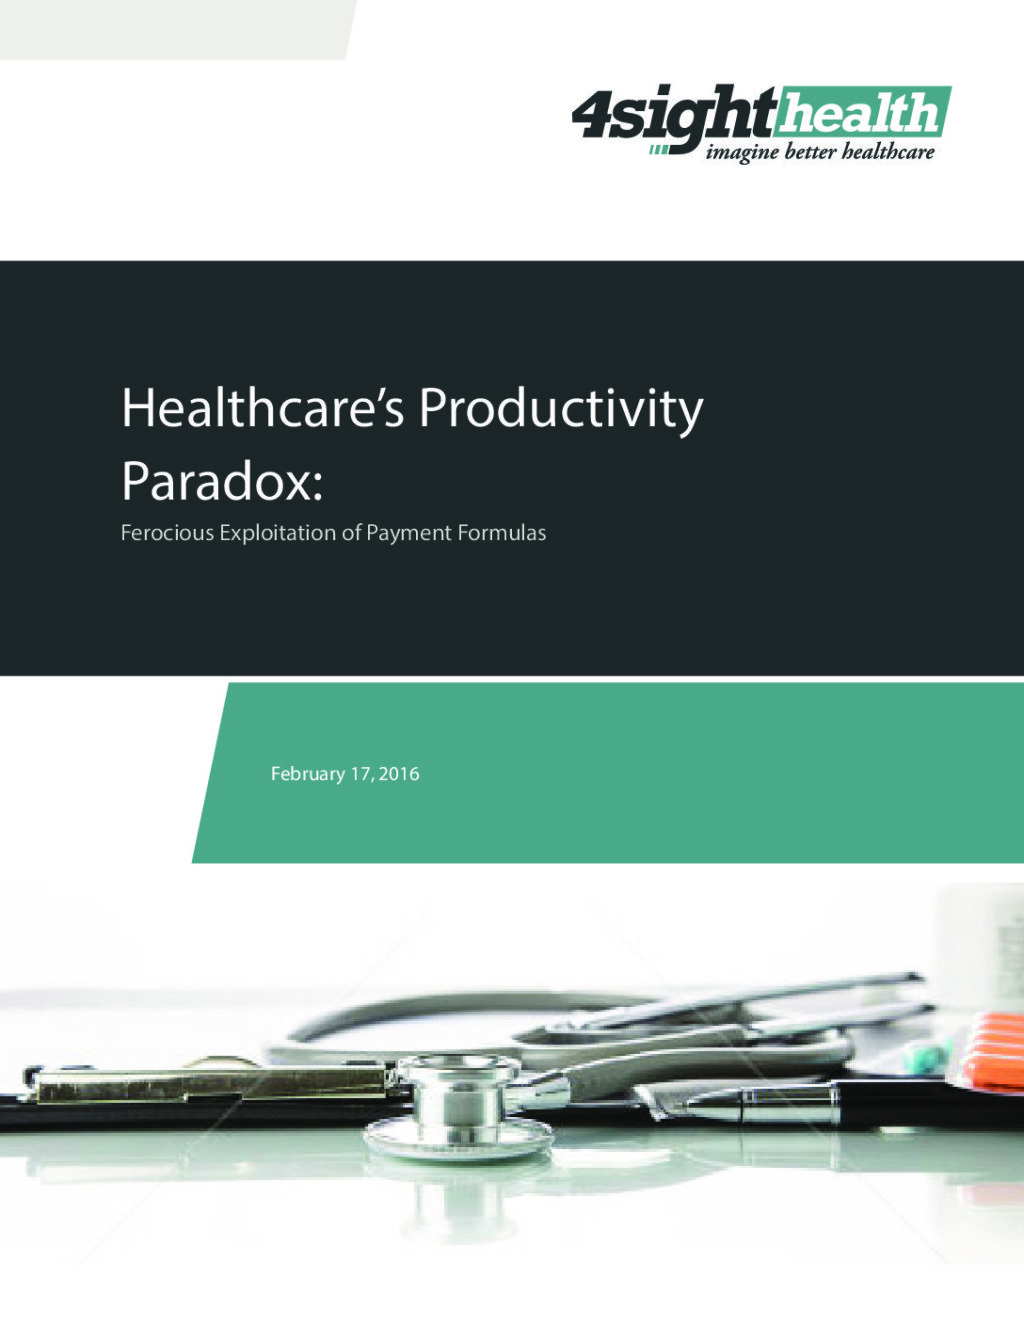 4sighthealth
imagine better healthcare
Healthcare’s Productivity
Paradox:
Ferocious Exploitation of Payment Formulas
February 17, 2016